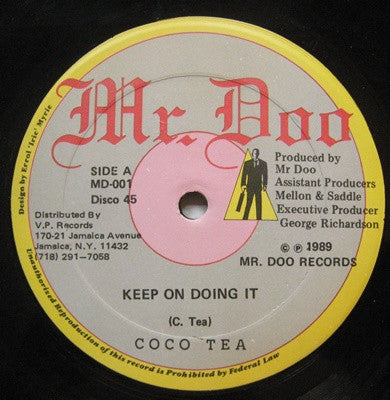 Design by Errol 'Iric' Myrie
Mr. Doo
SIDE A
MD-001
Disco 45
Produced by
Mr Doo
Assistant Producers
Mellon & Saddle
Executive Producer
George Richardson
Distributed By
V.P. Records
170-21 Jamaica Avenue
Jamaica, N.Y. 11432
(718) 291-7058
© ℗ 1989
MR. DOO RECORDS
KEEP ON DOING IT
(C. Tea)
COCO TEA
Unauthorized Reproduction of this record is Prohibited by Federal Law